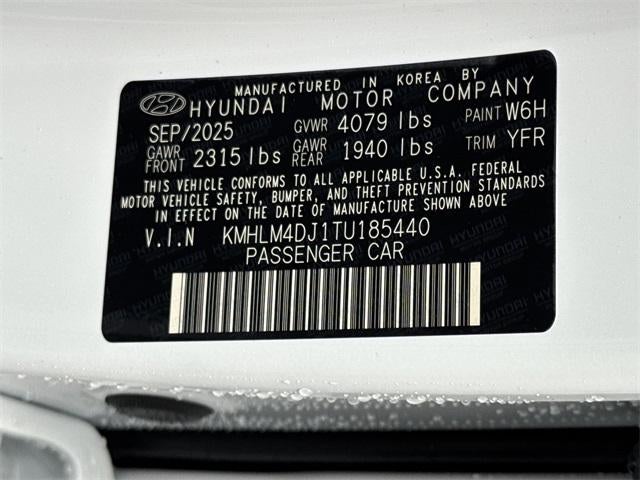 MANUFACTURED IN KOREA BY
HYUNDAI MOTOR COMPANY
SEP/2025 GVWR 4079 lbs PAINT W6H
GAWR FRONT 2315 lbs GAWR REAR 1940 lbs TRIM YFR
THIS VEHICLE CONFORMS TO ALL APPLICABLE U.S.A. FEDERAL
MOTOR VEHICLE SAFETY, BUMPER, AND THEFT PREVENTION STANDARDS
IN EFFECT ON THE DATE OF MANUFACTURE SHOWN ABOVE
V.I.N KMHLM4DJ1TU185440
PASSENGER CAR